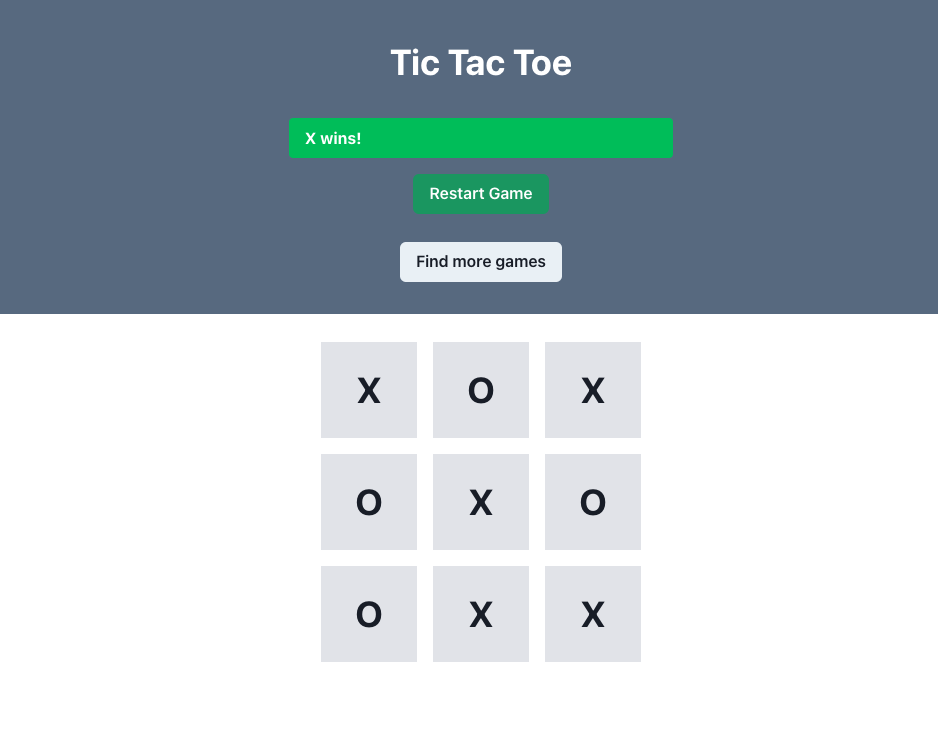 Tic Tac Toe
X wins!
Restart Game
Find more games
X O X
O X O
O X X